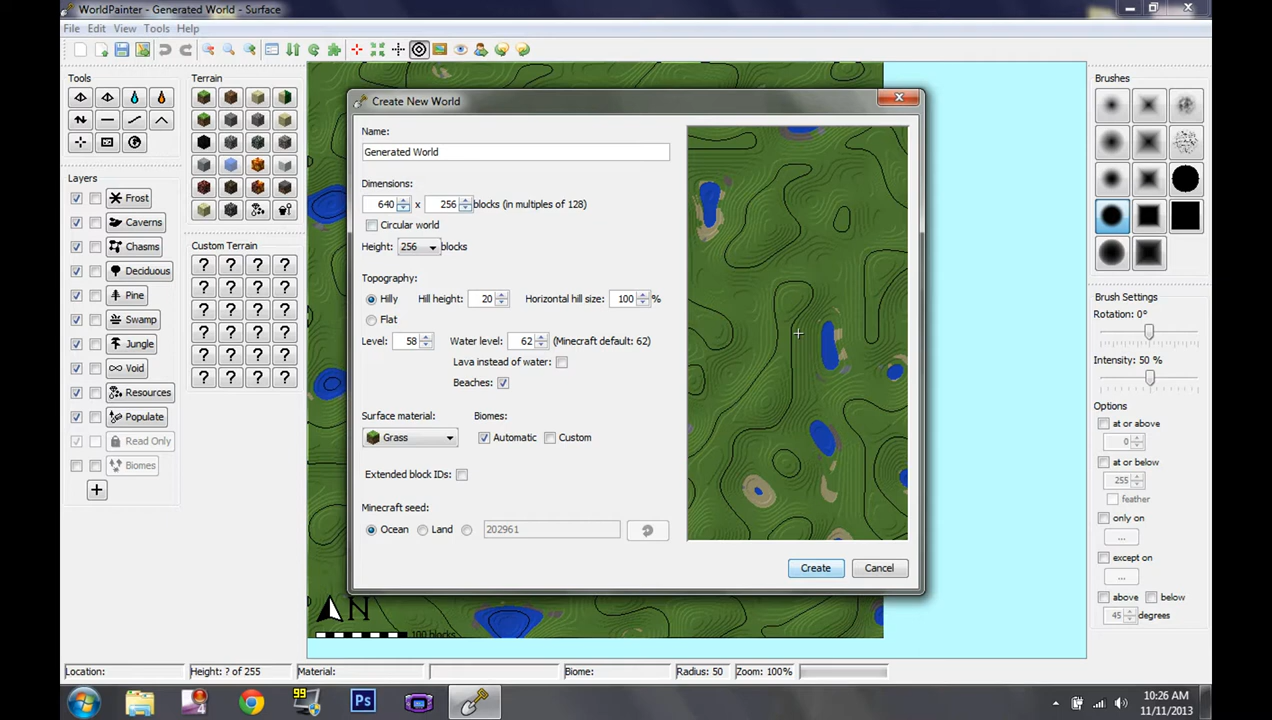 WorldPainter - Generated World - Surface
File Edit View Tools Help
Tools
Terrain
Layers
Frost
Caverns
Chasms
Deciduous
Pine
Swamp
Jungle
Void
Resources
Populate
Read Only
Biomes
+
Custom Terrain
? ? ? ?
? ? ? ?
? ? ? ?
? ? ? ?
? ? ? ?
? ? ? ?
Create New World
Name:
Generated World
Dimensions:
640 x 256 blocks (in multiples of 128)
Circular world
Height: 256 blocks
Topography:
Hilly Hill height: 20 Horizontal hill size: 100 %
Flat
Level: 58 Water level: 62 (Minecraft default: 62)
Lava instead of water:
Beaches:
Surface material: Biomes:
Grass Automatic Custom
Extended block IDs:
Minecraft seed:
Ocean Land 202961
Create Cancel
N
100 blocks
Brushes
Brush Settings
Rotation: 0°
Intensity: 50 %
Options
at or above
0
at or below
255
feather
only on
...
except on
...
above below
45 degrees
Location: Height: ? of 255 Material: Biome: Radius: 50 Zoom: 100%
99 4 Ps
10:26 AM
11/11/2013